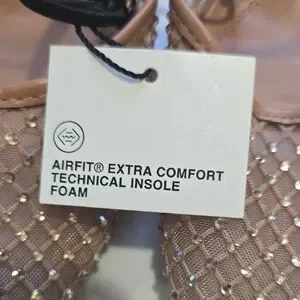 AIRFIT® EXTRA COMFORT
TECHNICAL INSOLE
FOAM